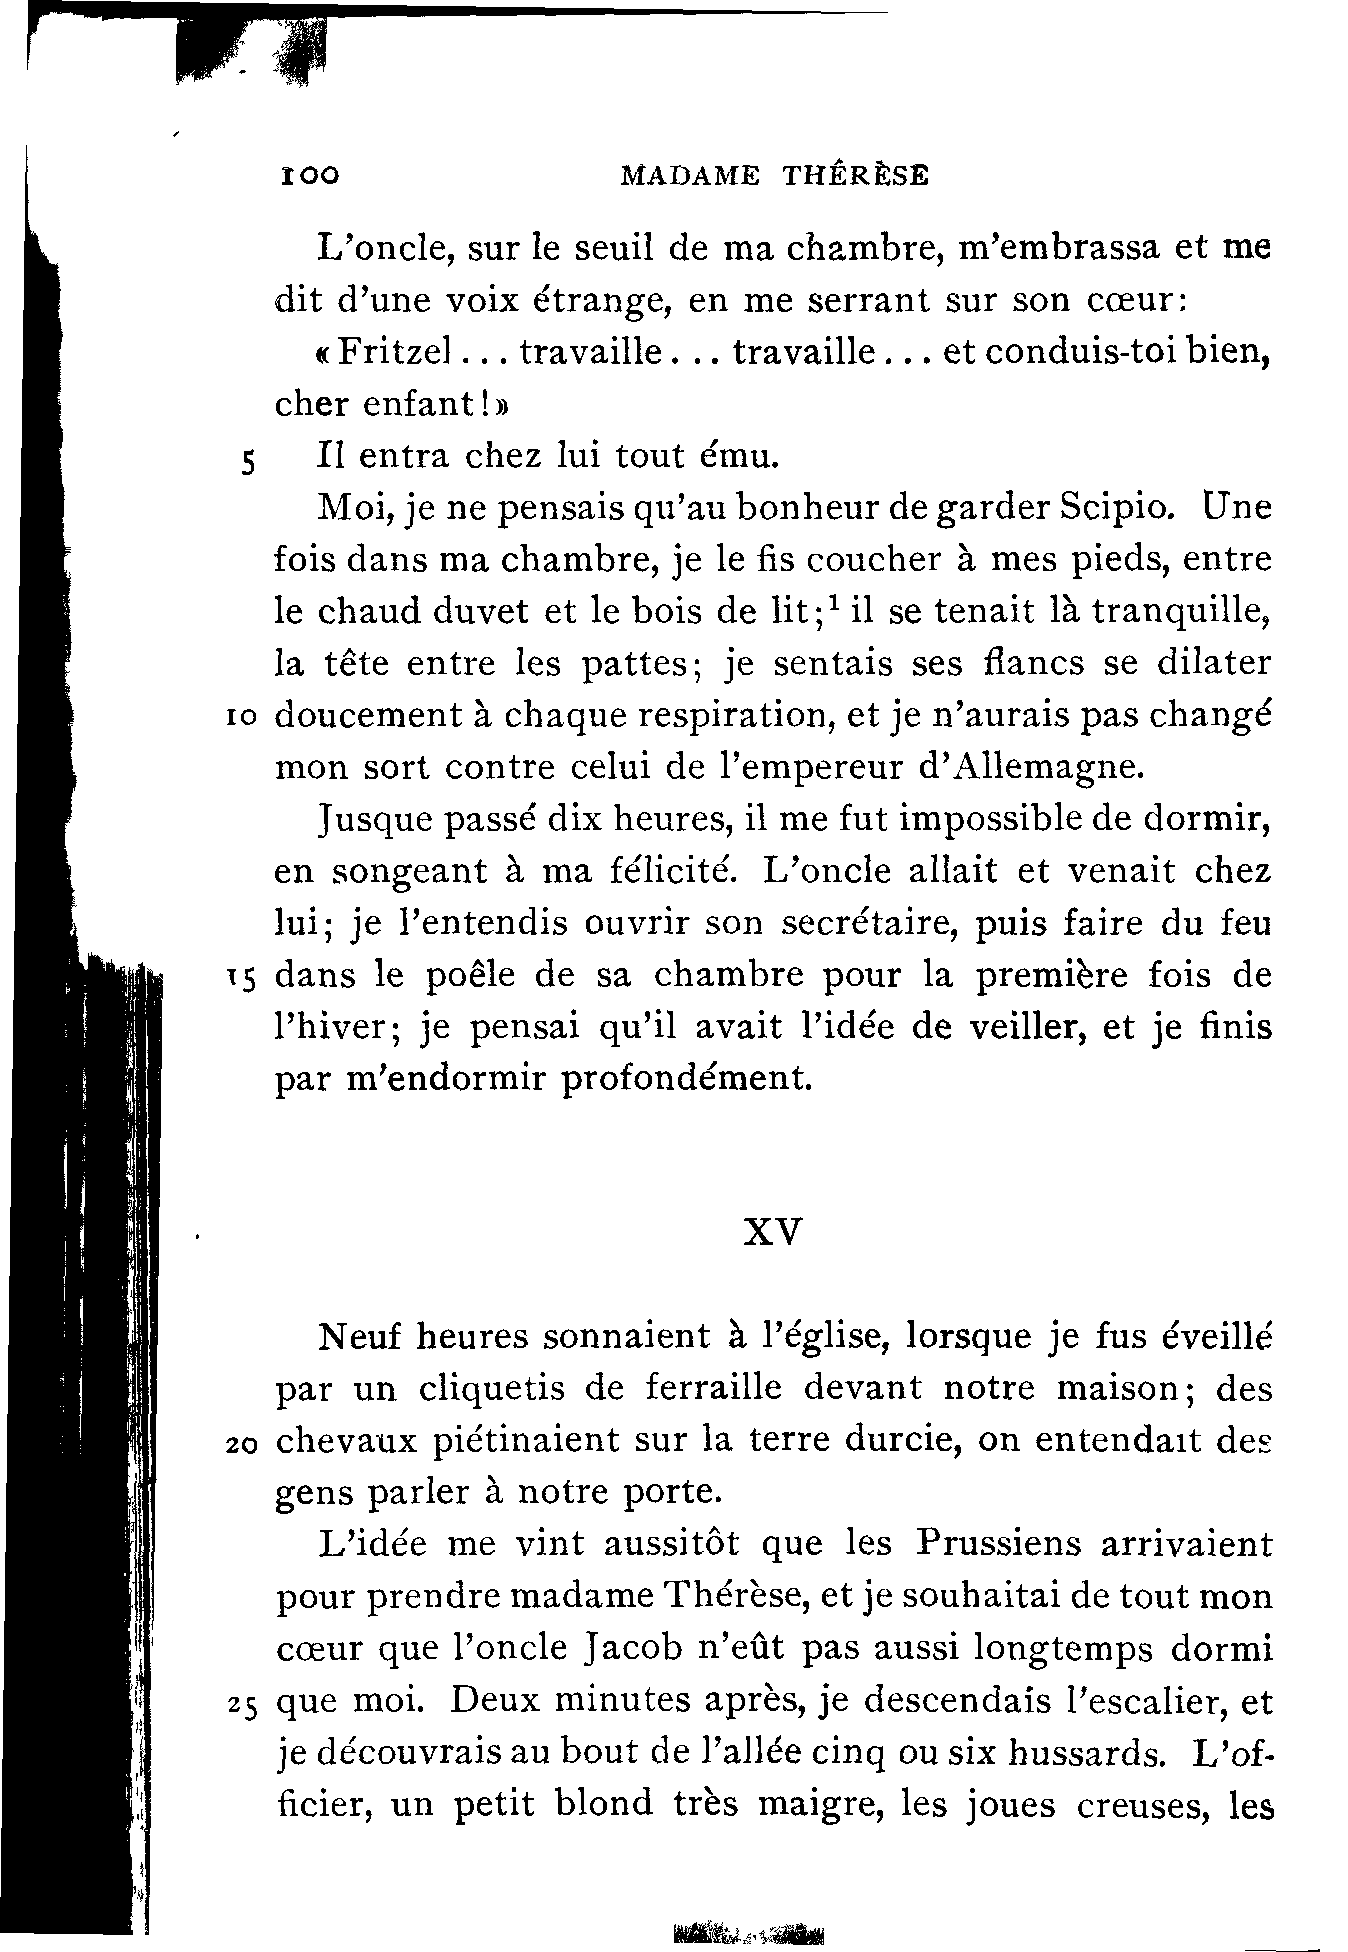 100 MADAME THÉRÈSE
L'oncle, sur le seuil de ma chambre, m'embrassa et me
dit d'une voix étrange, en me serrant sur son cœur:
«Fritzel... travaille... travaille... et conduis-toi bien,
cher enfant!»
5 Il entra chez lui tout ému.
Moi, je ne pensais qu'au bonheur de garder Scipio. Une
fois dans ma chambre, je le fis coucher à mes pieds, entre
le chaud duvet et le bois de lit;¹ il se tenait là tranquille,
la tête entre les pattes; je sentais ses flancs se dilater
10 doucement à chaque respiration, et je n'aurais pas changé
mon sort contre celui de l'empereur d'Allemagne.
Jusque passé dix heures, il me fut impossible de dormir,
en songeant à ma félicité. L'oncle allait et venait chez
lui; je l'entendis ouvrir son secrétaire, puis faire du feu
15 dans le poêle de sa chambre pour la première fois de
l'hiver; je pensai qu'il avait l'idée de veiller, et je finis
par m'endormir profondément.
XV
Neuf heures sonnaient à l'église, lorsque je fus éveillé
par un cliquetis de ferraille devant notre maison; des
20 chevaux piétinaient sur la terre durcie, on entendait des
gens parler à notre porte.
L'idée me vint aussitôt que les Prussiens arrivaient
pour prendre madame Thérèse, et je souhaitai de tout mon
cœur que l'oncle Jacob n'eût pas aussi longtemps dormi
25 que moi. Deux minutes après, je descendais l'escalier, et
je découvrais au bout de l'allée cinq ou six hussards. L'of-
ficier, un petit blond très maigre, les joues creuses, les